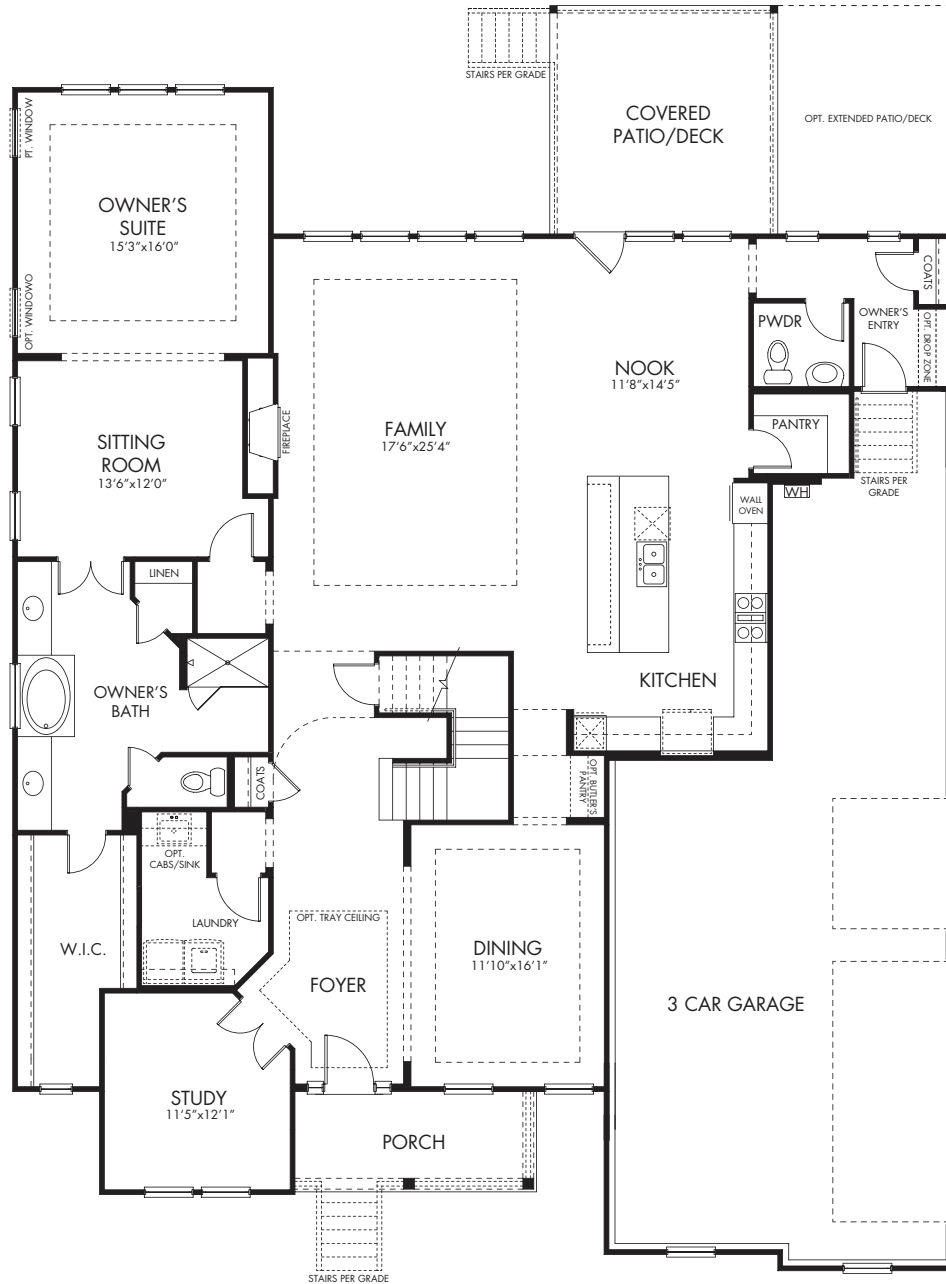 STAIRS PER GRADE
COVERED
PATIO/DECK
OPT. EXTENDED PATIO/DECK
PT. WINDOW
OWNER'S
SUITE
15'3"x16'0"
OPT. WINDOWO
COATS
PWDR
OWNER'S
ENTRY
OPT. DROP ZONE
NOOK
11'8"x14'5"
FAMILY
17'6"x25'4"
FIREPLACE
SITTING
ROOM
13'6"x12'0"
PANTRY
STAIRS PER
GRADE
WH
WALL
OVEN
LINEN
OWNER'S
BATH
KITCHEN
COATS
OPT. BUTLER'S
PANTRY
OPT.
CABS/SINK
LAUNDRY
OPT. TRAY CEILING
W.I.C.
FOYER
DINING
11'10"x16'1"
3 CAR GARAGE
STUDY
11'5"x12'1"
PORCH
STAIRS PER GRADE